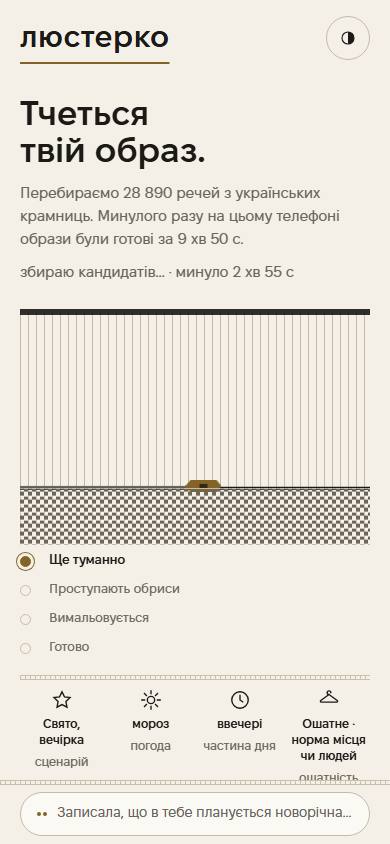 люстерко
Тчеться
твій образ.
Перебираємо 28 890 речей з українських
крамниць. Минулого разу на цьому телефоні
образи були готові за 9 хв 50 с.
збираю кандидатів... · минуло 2 хв 55 с
Ще туманно
Проступають обриси
Вимальовується
Готово
Свято,
вечірка
сценарій
мороз
погода
ввечері
частина дня
Ошатне ·
норма місця
чи людей
ошатність
Записала, що в тебе планується новорічна...